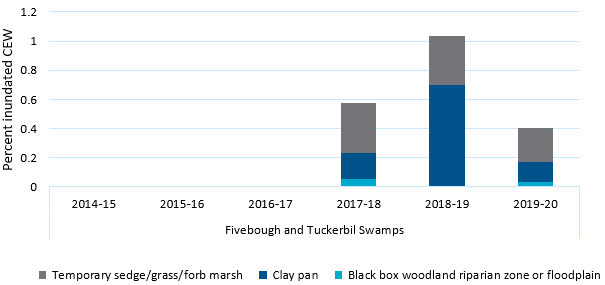 Percent inundated CEW
1.2
1
0.8
0.6
0.4
0.2
0
2014-15 2015-16 2016-17 2017-18 2018-19 2019-20
Fivebough and Tuckerbil Swamps
Temporary sedge/grass/forb marsh Clay pan Black box woodland riparian zone or floodplain